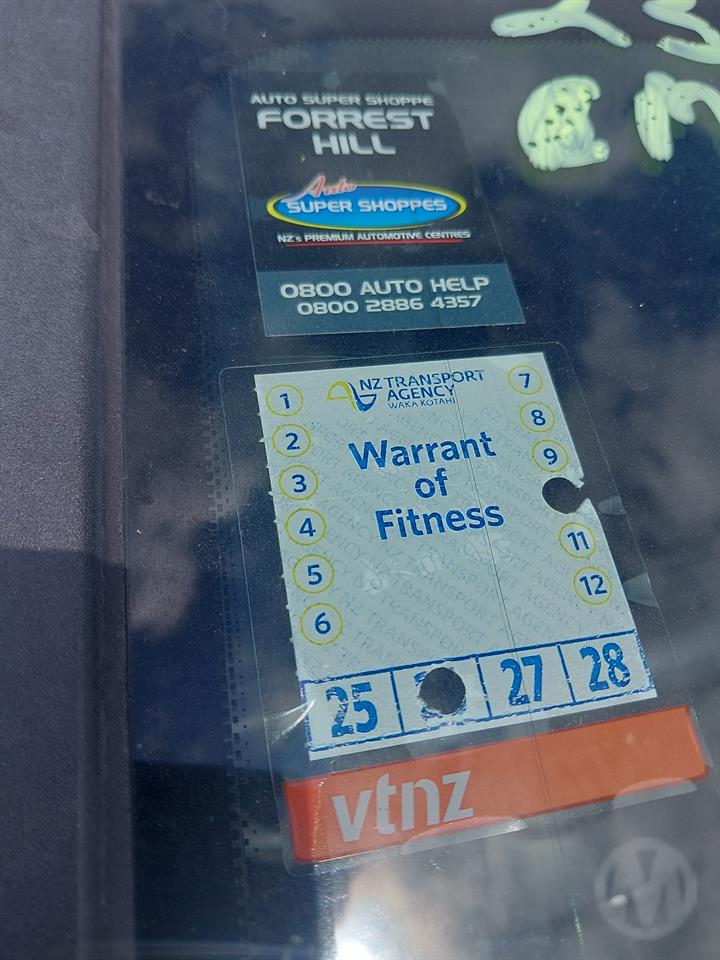 AUTO SUPER SHOPPE
FORREST
HILL
Auto
SUPER SHOPPES
NZ's PREMIUM AUTOMOTIVE CENTRES
0800 AUTO HELP
0800 2886 4357
NZ TRANSPORT
AGENCY
WAKA KOTAHI
Warrant
of
Fitness
1
2
3
4
5
6
7
8
9
11
12
25 27 28
vtnz